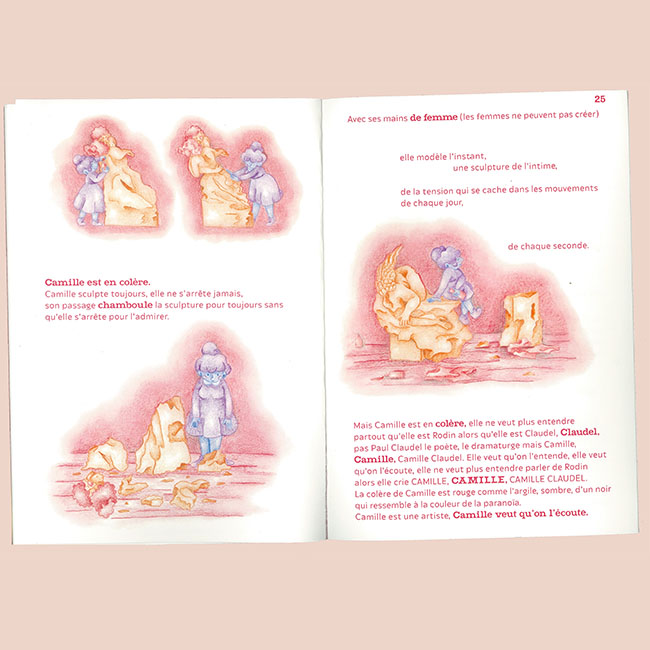 Camille est en colère.
Camille sculpte toujours, elle ne s'arrête jamais,
son passage chamboule la sculpture pour toujours sans
qu'elle s'arrête pour l'admirer.
25
Avec ses mains de femme (les femmes ne peuvent pas créer)
elle modèle l'instant,
une sculpture de l'intime,
de la tension qui se cache dans les mouvements
de chaque jour,
de chaque seconde.
Mais Camille est en colère, elle ne veut plus entendre
partout qu'elle est Rodin alors qu'elle est Claudel, Claudel,
pas Paul Claudel le poète, le dramaturge mais Camille,
Camille, Camille Claudel. Elle veut qu'on l'entende, elle veut
qu'on l'écoute, elle ne veut plus entendre parler de Rodin
alors elle crie CAMILLE, CAMILLE, CAMILLE CLAUDEL.
La colère de Camille est rouge comme l'argile, sombre, d'un noir
qui ressemble à la couleur de la paranoïa.
Camille est une artiste, Camille veut qu'on l'écoute.